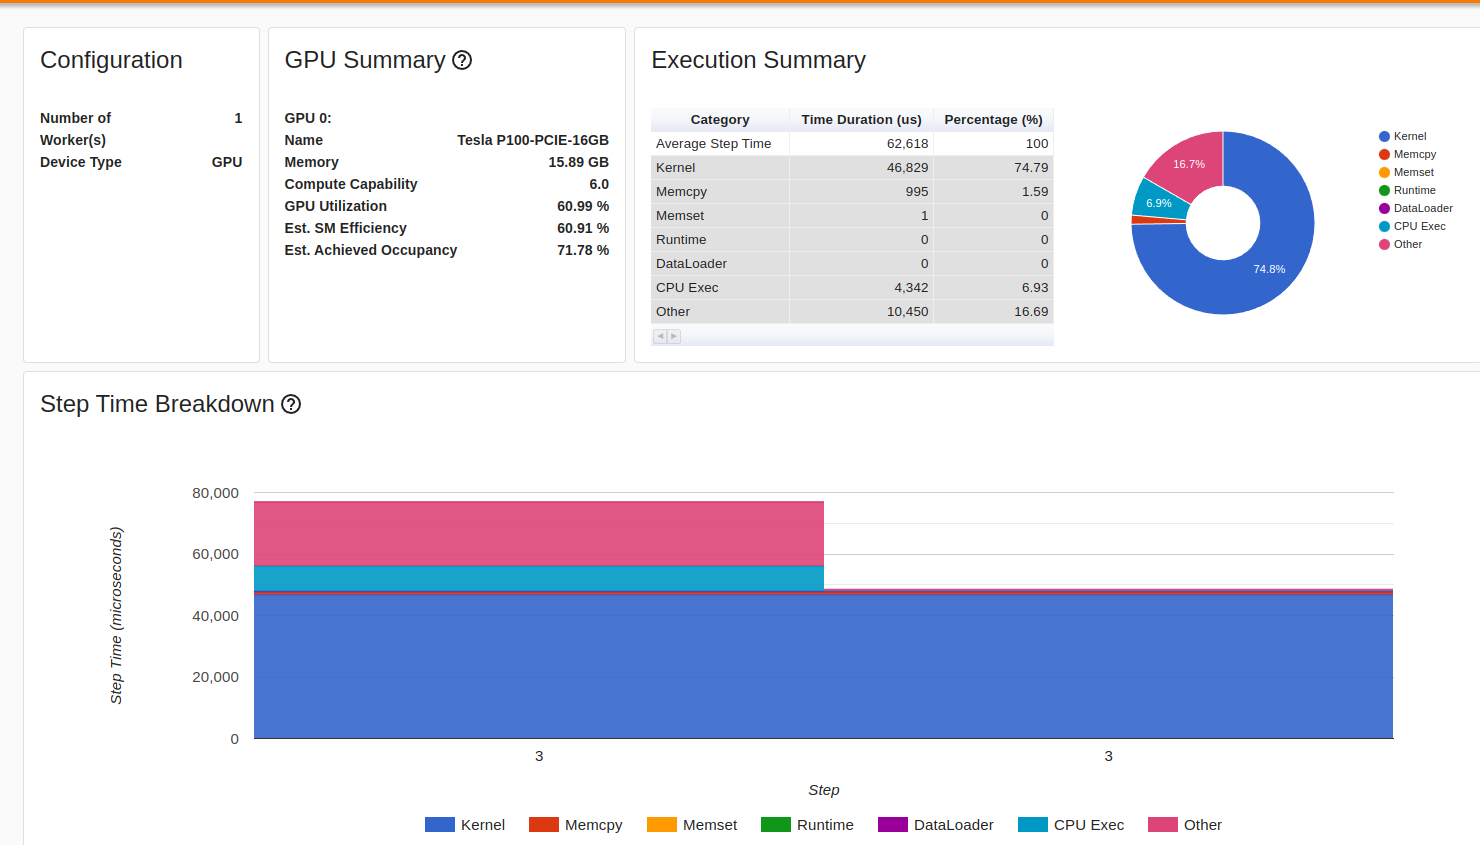 Configuration
Number of Worker(s) 1
Device Type GPU
GPU Summary
GPU 0:
Name Tesla P100-PCIE-16GB
Memory 15.89 GB
Compute Capability 6.0
GPU Utilization 60.99 %
Est. SM Efficiency 60.91 %
Est. Achieved Occupancy 71.78 %
Execution Summary
Category Time Duration (us) Percentage (%)
Average Step Time 62,618 100
Kernel 46,829 74.79
Memcpy 995 1.59
Memset 1 0
Runtime 0 0
DataLoader 0 0
CPU Exec 4,342 6.93
Other 10,450 16.69
16.7%
6.9%
74.8%
Kernel
Memcpy
Memset
Runtime
DataLoader
CPU Exec
Other
Step Time Breakdown
Step Time (microseconds)
80,000
60,000
40,000
20,000
0
3 3
Step
Kernel Memcpy Memset Runtime DataLoader CPU Exec Other